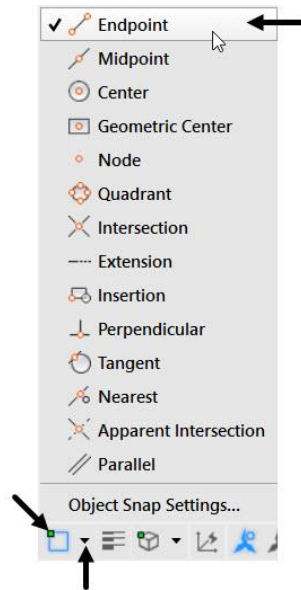 Endpoint
Midpoint
Center
Geometric Center
Node
Quadrant
Intersection
Extension
Insertion
Perpendicular
Tangent
Nearest
Apparent Intersection
Parallel
Object Snap Settings...